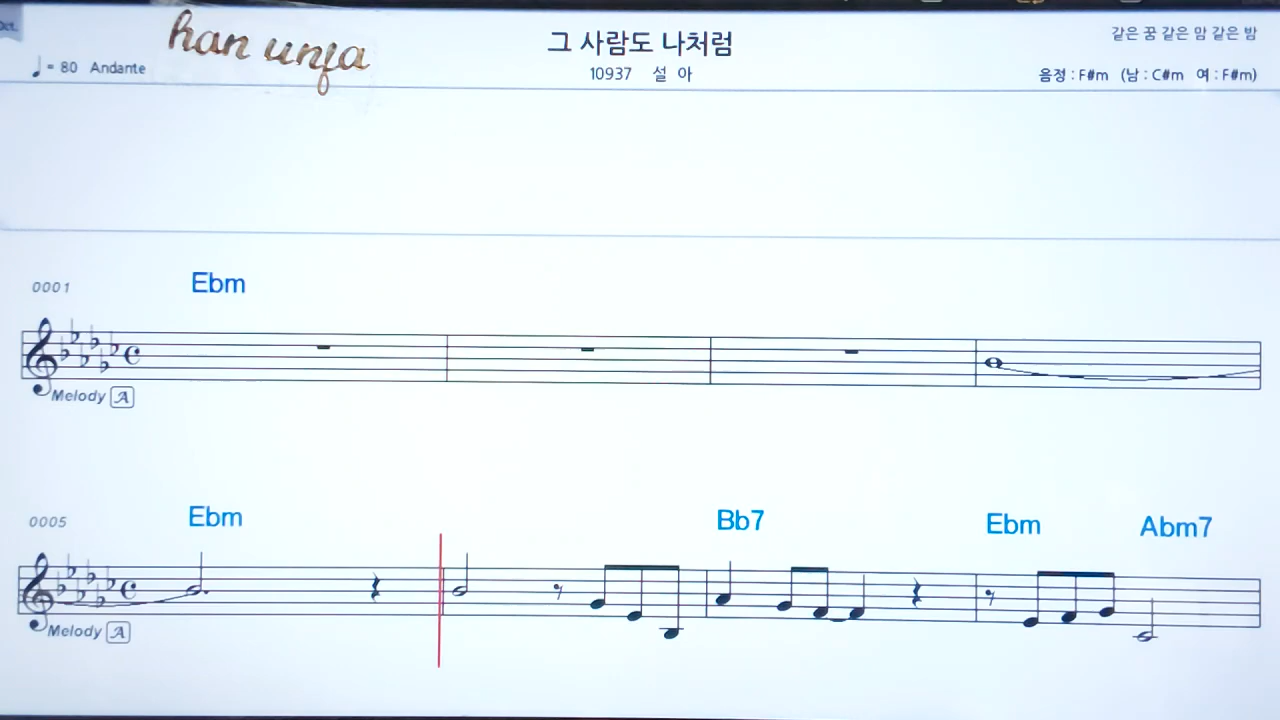 Oct.
han unja
그 사람도 나처럼
같은 꿈 같은 맘 같은 밤
= 80 Andante
10937 설 아
음정 : F#m (남 : C#m 여 : F#m)
0001
Ebm
Melody A
0005
Ebm
Bb7
Ebm
Abm7
Melody A